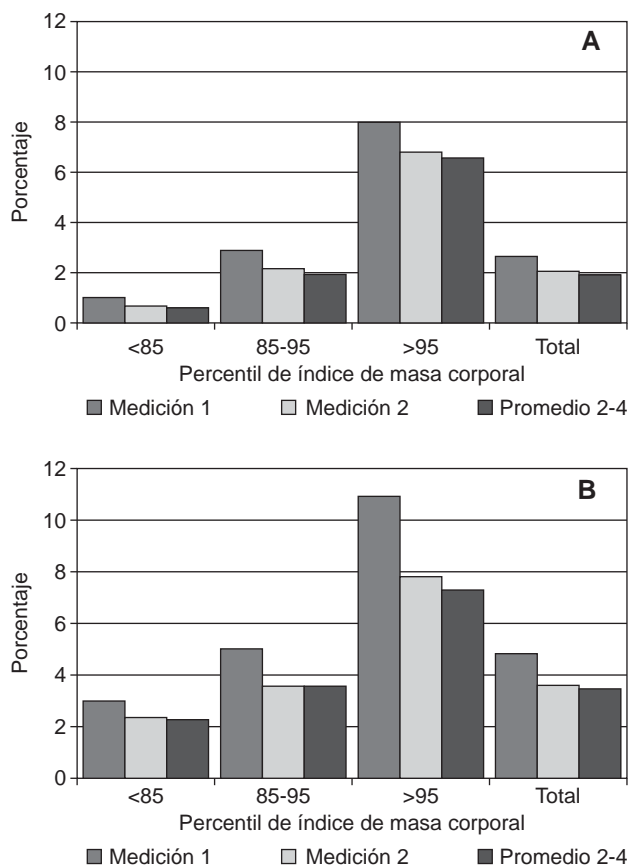 12
A
10
8
6
4
2
0
Porcentaje
<85 85-95 >95 Total
Percentil de índice de masa corporal
Medición 1 Medición 2 Promedio 2-4
12
B
10
8
6
4
2
0
Porcentaje
<85 85-95 >95 Total
Percentil de índice de masa corporal
Medición 1 Medición 2 Promedio 2-4